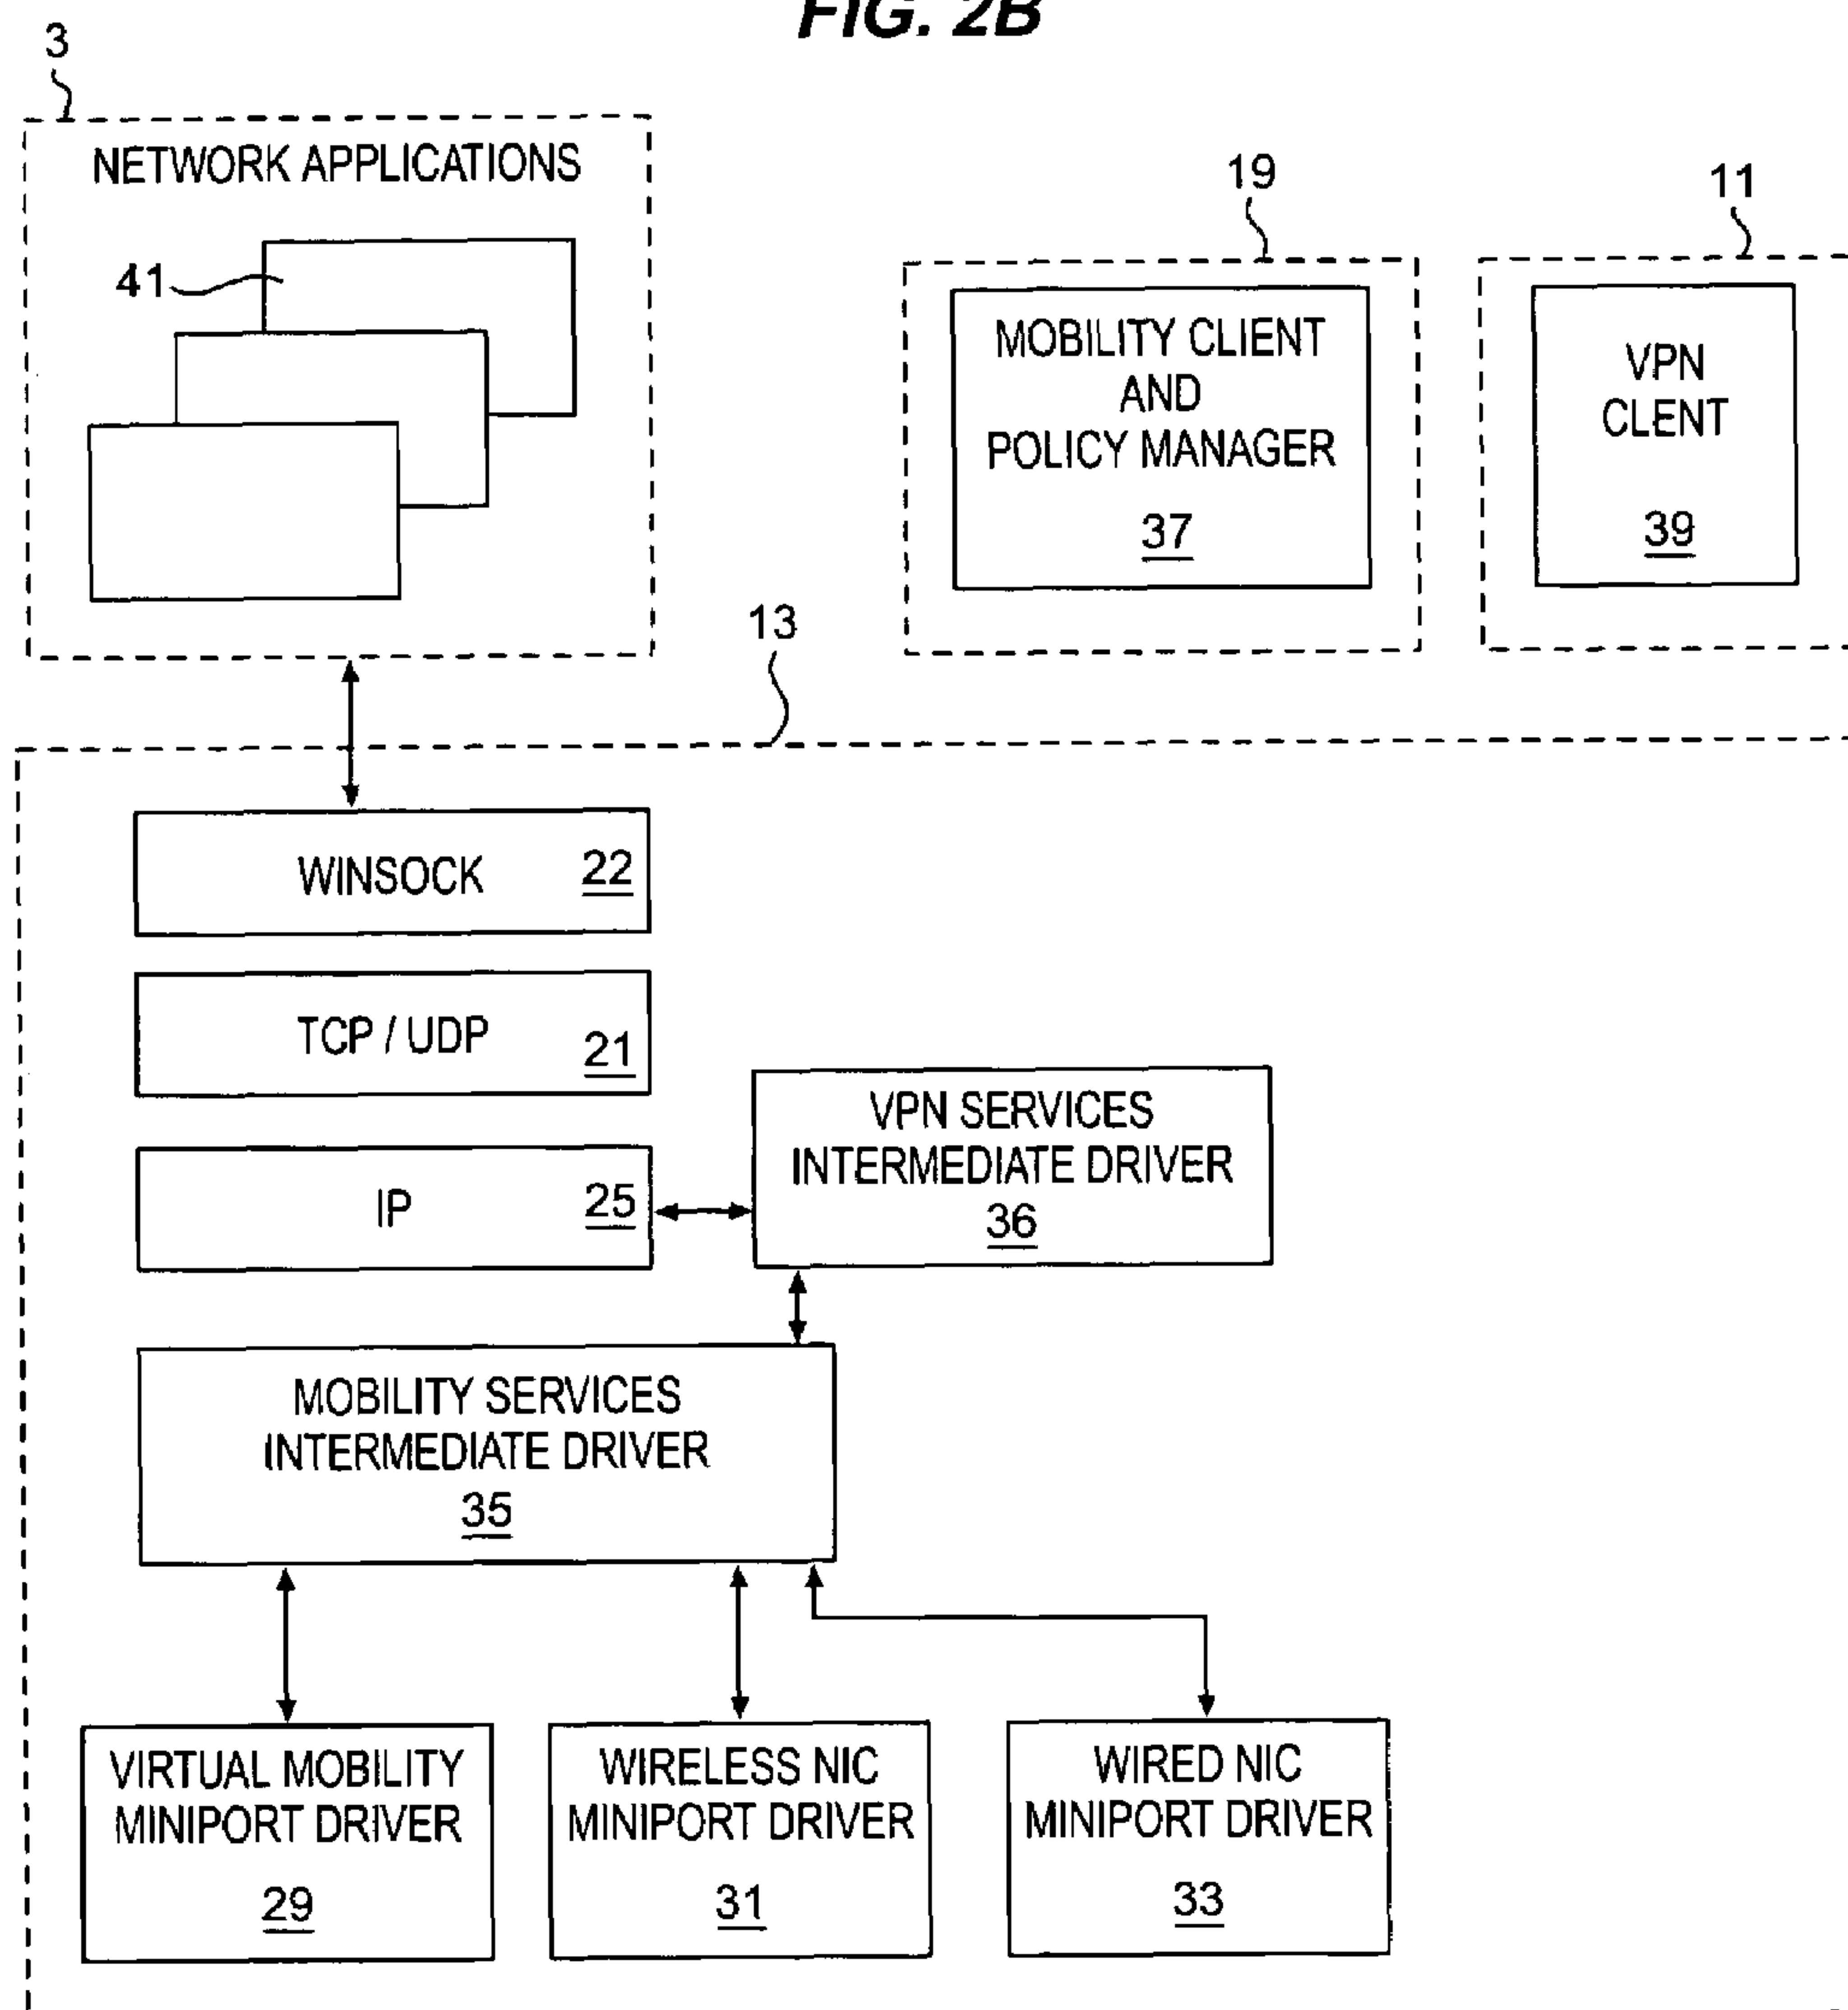 FIG. 2B
3
NETWORK APPLICATIONS
41
19
MOBILITY CLIENT
AND
POLICY MANAGER
37
11
VPN
CLENT
39
13
WINSOCK 22
TCP / UDP 21
IP 25
VPN SERVICES
INTERMEDIATE DRIVER
36
MOBILITY SERVICES
INTERMEDIATE DRIVER
35
VIRTUAL MOBILITY
MINIPORT DRIVER
29
WIRELESS NIC
MINIPORT DRIVER
31
WIRED NIC
MINIPORT DRIVER
33